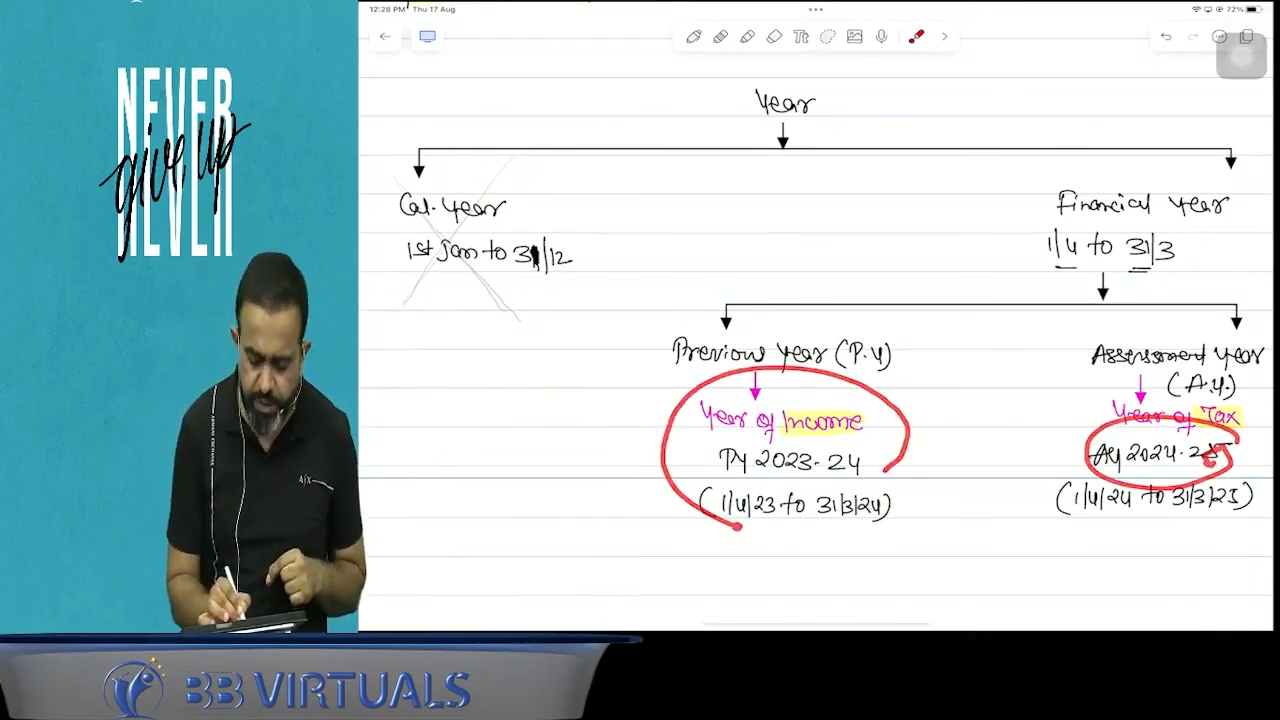 12:28 PM Thu 17 Aug
72%
NEVER
give up
NEVER
Year
Cal. year
1st Jan to 31/12
Financial year
1/4 to 31/3
Previous year (P.Y)
Assessment year
(A.Y.)
Year of Income
Year of Tax
PY 2023-24
AY 2024-25
(1/4/23 to 31/3/24)
(1/4/24 to 31/3/25)
A|X
ARMANI EXCHANGE
BB VIRTUALS